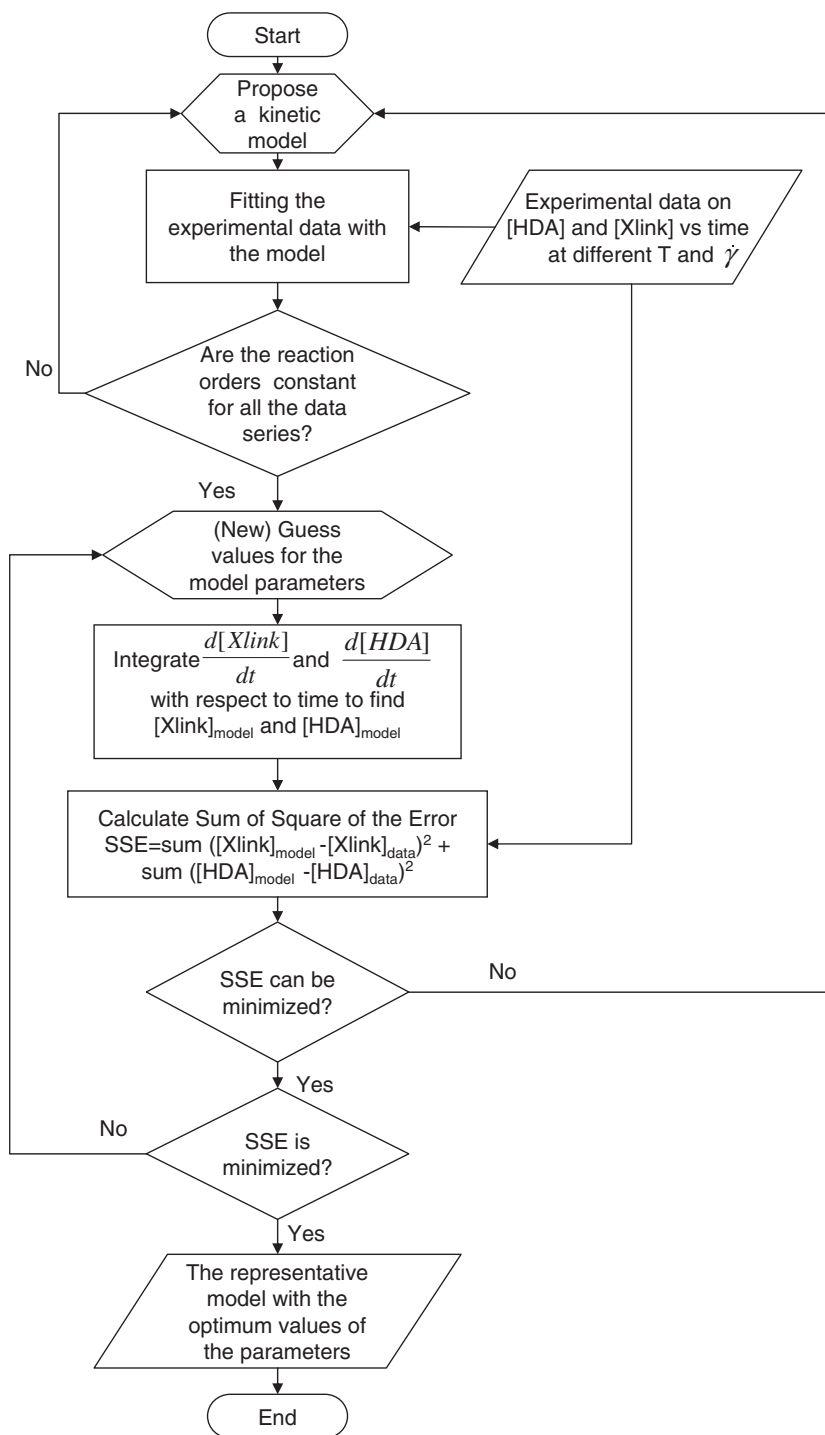 Start
Propose
a kinetic
model
Fitting the
experimental data with
the model
Experimental data on
[HDA] and [Xlink] vs time
at different T and γ̇
No
Are the reaction
orders constant
for all the data
series?
Yes
(New) Guess
values for the
model parameters
Integrate d[Xlink]/dt and d[HDA]/dt
with respect to time to find
[Xlink]model and [HDA]model
Calculate Sum of Square of the Error
SSE=sum ([Xlink]model -[Xlink]data)² +
sum ([HDA]model -[HDA]data)²
SSE can be
minimized?
No
Yes
No
SSE is
minimized?
Yes
The representative
model with the
optimum values of
the parameters
End